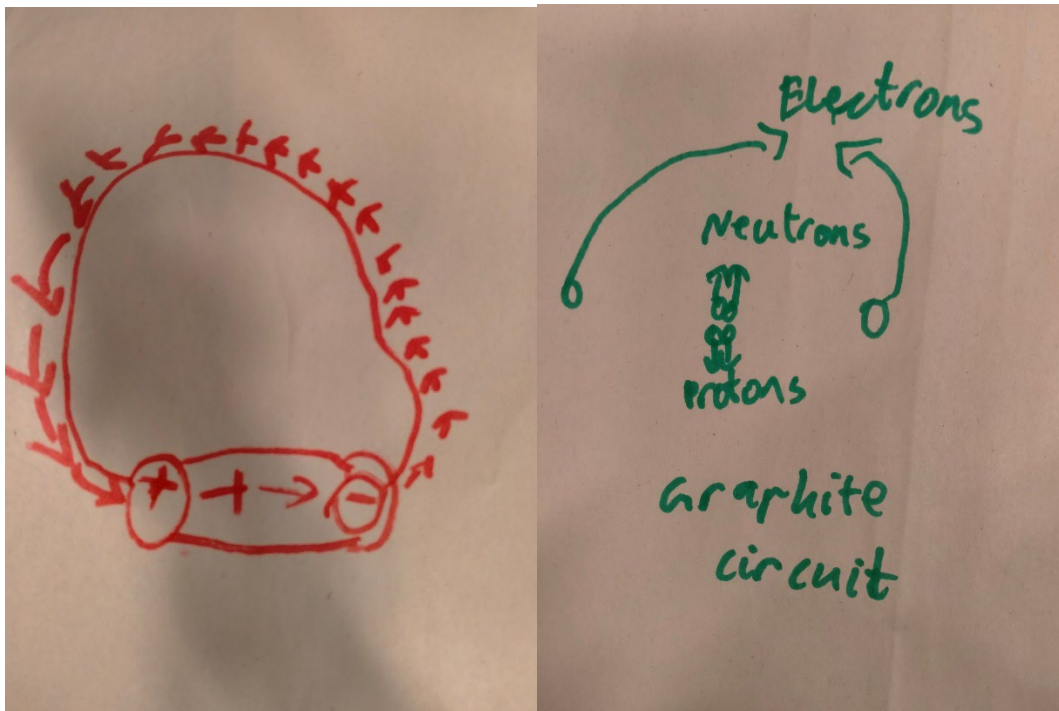 + + → -
Electrons
Neutrons
Protons
Graphite
circuit